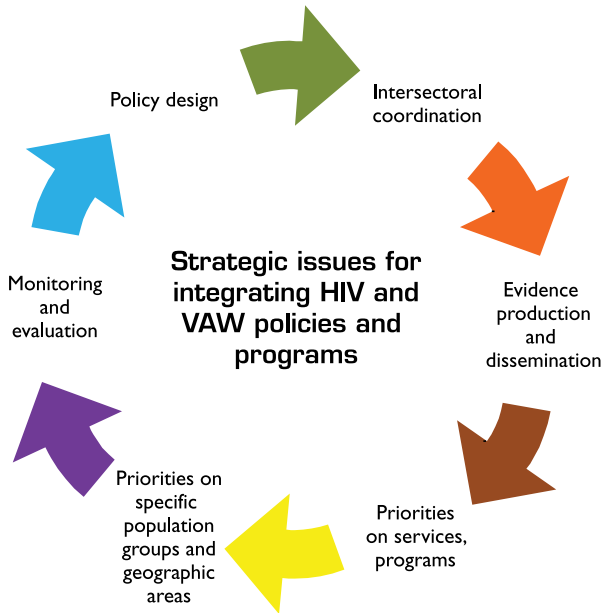 Policy design
Intersectoral
coordination
Evidence
production
and
dissemination
Priorities
on services,
programs
Priorities on
specific
population
groups and
geographic
areas
Monitoring
and
evaluation
Strategic issues for
integrating HIV and
VAW policies and
programs